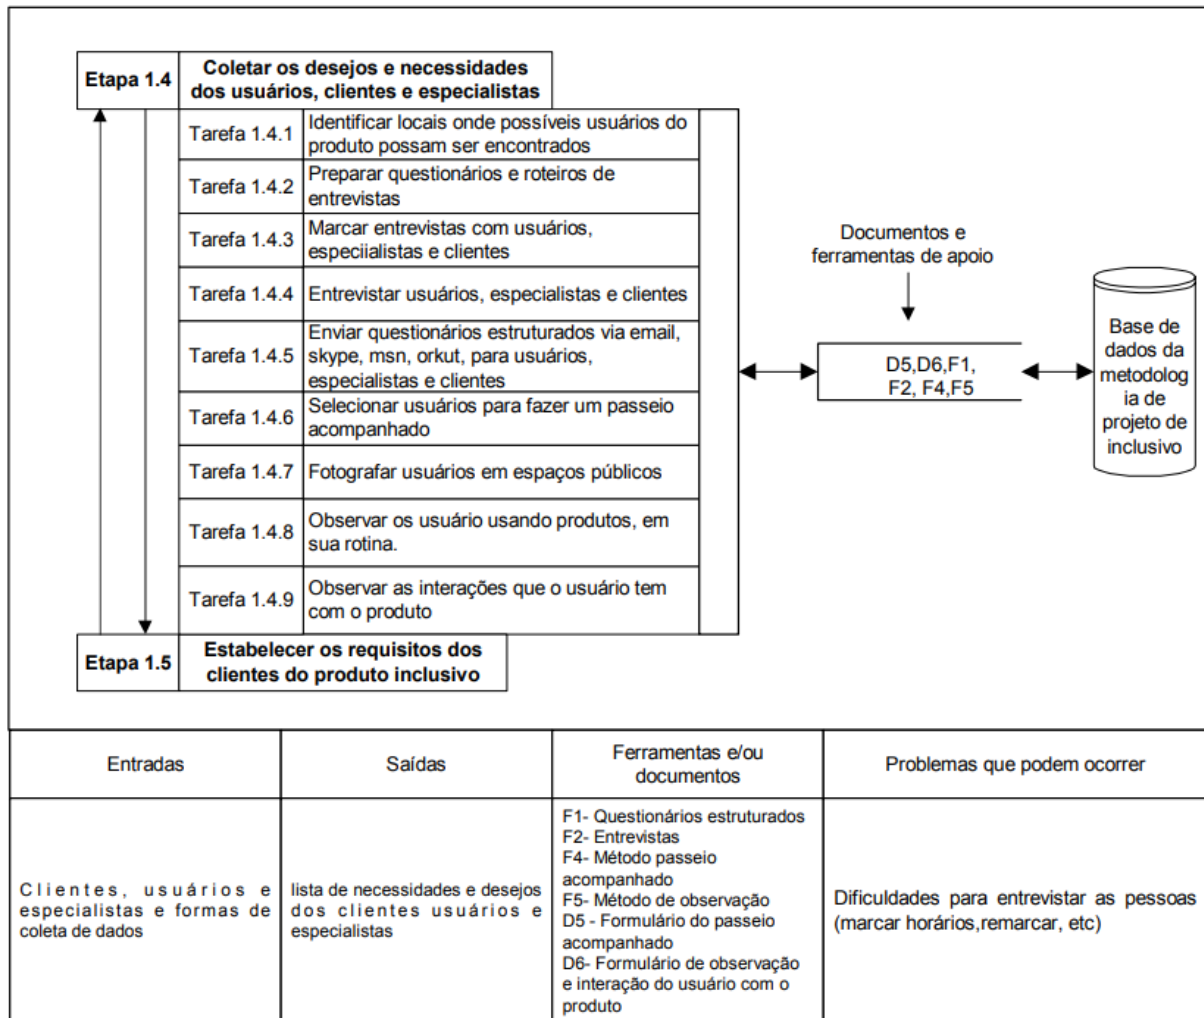 Etapa 1.4
Coletar os desejos e necessidades
dos usuários, clientes e especialistas
Tarefa 1.4.1
Identificar locais onde possíveis usuários do
produto possam ser encontrados
Tarefa 1.4.2
Preparar questionários e roteiros de
entrevistas
Tarefa 1.4.3
Marcar entrevistas com usuários,
especiialistas e clientes
Tarefa 1.4.4
Entrevistar usuários, especialistas e clientes
Tarefa 1.4.5
Enviar questionários estruturados via email,
skype, msn, orkut, para usuários,
especialistas e clientes
Tarefa 1.4.6
Selecionar usuários para fazer um passeio
acompanhado
Tarefa 1.4.7
Fotografar usuários em espaços públicos
Tarefa 1.4.8
Observar os usuário usando produtos, em
sua rotina.
Tarefa 1.4.9
Observar as interações que o usuário tem
com o produto
Etapa 1.5
Estabelecer os requisitos dos
clientes do produto inclusivo
Documentos e
ferramentas de apoio
D5,D6,F1,
F2, F4,F5
Base de
dados da
metodolog
ia de
projeto de
inclusivo
Entradas
Saídas
Ferramentas e/ou
documentos
Problemas que podem ocorrer
Clientes, usuários e
especialistas e formas de
coleta de dados
lista de necessidades e desejos
dos clientes usuários e
especialistas
F1- Questionários estruturados
F2- Entrevistas
F4- Método passeio
acompanhado
F5- Método de observação
D5 - Formulário do passeio
acompanhado
D6- Formulário de observação
e interação do usuário com o
produto
Dificuldades para entrevistar as pessoas
(marcar horários,remarcar, etc)